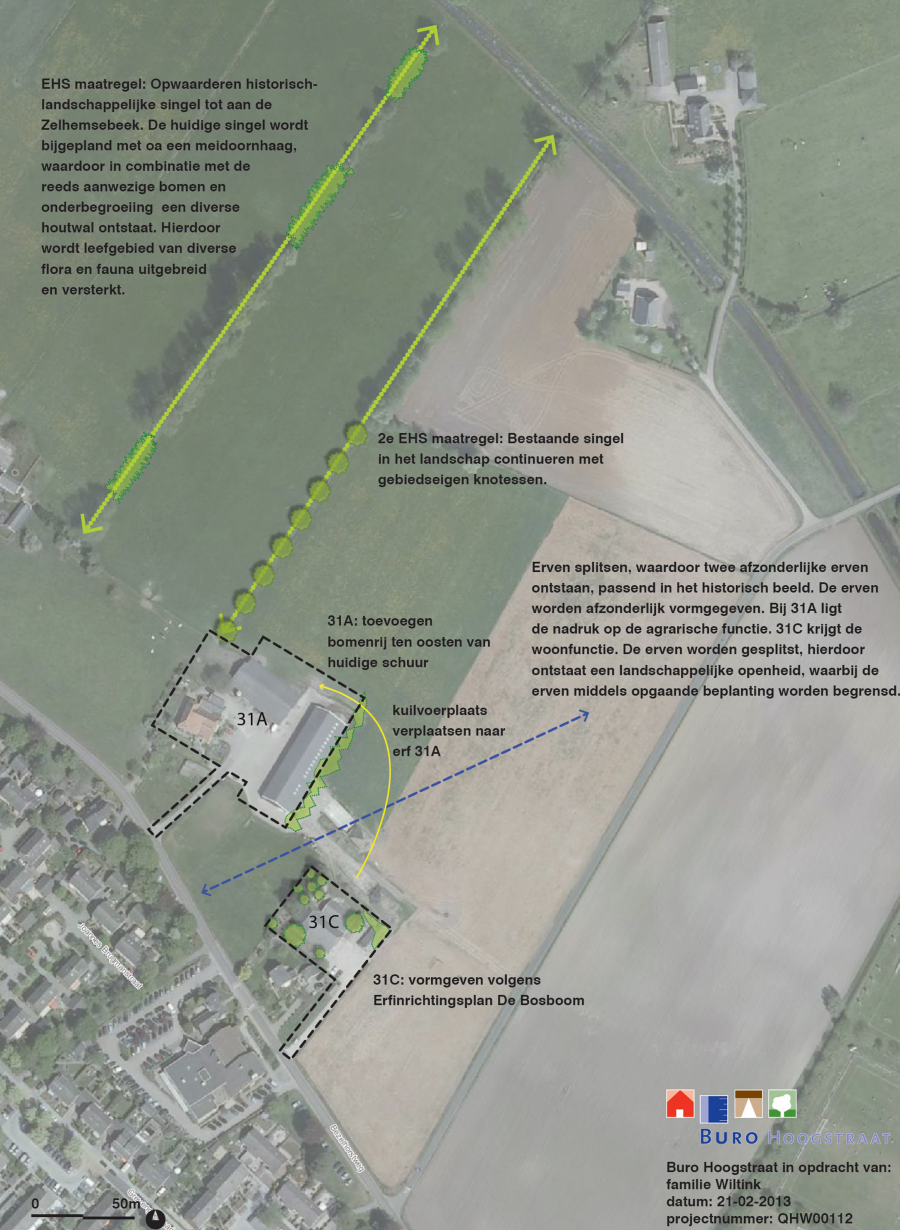 EHS maatregel: Opwaarderen historisch-
landschappelijke singel tot aan de
Zelhemsebeek. De huidige singel wordt
bijgepland met oa een meidoornhaag,
waardoor in combinatie met de
reeds aanwezige bomen en
onderbegroeiing een diverse
houtwal ontstaat. Hierdoor
wordt leefgebied van diverse
flora en fauna uitgebreid
en versterkt.
2e EHS maatregel: Bestaande singel
in het landschap continueren met
gebiedseigen knotessen.
Erven splitsen, waardoor twee afzonderlijke erven
ontstaan, passend in het historisch beeld. De erven
worden afzonderlijk vormgegeven. Bij 31A ligt
de nadruk op de agrarische functie. 31C krijgt de
woonfunctie. De erven worden gesplitst, hierdoor
ontstaat een landschappelijke openheid, waarbij de
erven middels opgaande beplanting worden begrensd.
31A: toevoegen
bomenrij ten oosten van
huidige schuur
kuilvoerplaats
verplaatsen naar
erf 31A
31A
31C
31C: vormgeven volgens
Erfinrichtingsplan De Bosboom
BURO HOOGSTRAAT
Buro Hoogstraat in opdracht van:
familie Wiltink
datum: 21-02-2013
projectnummer: QHW00112
0 50m